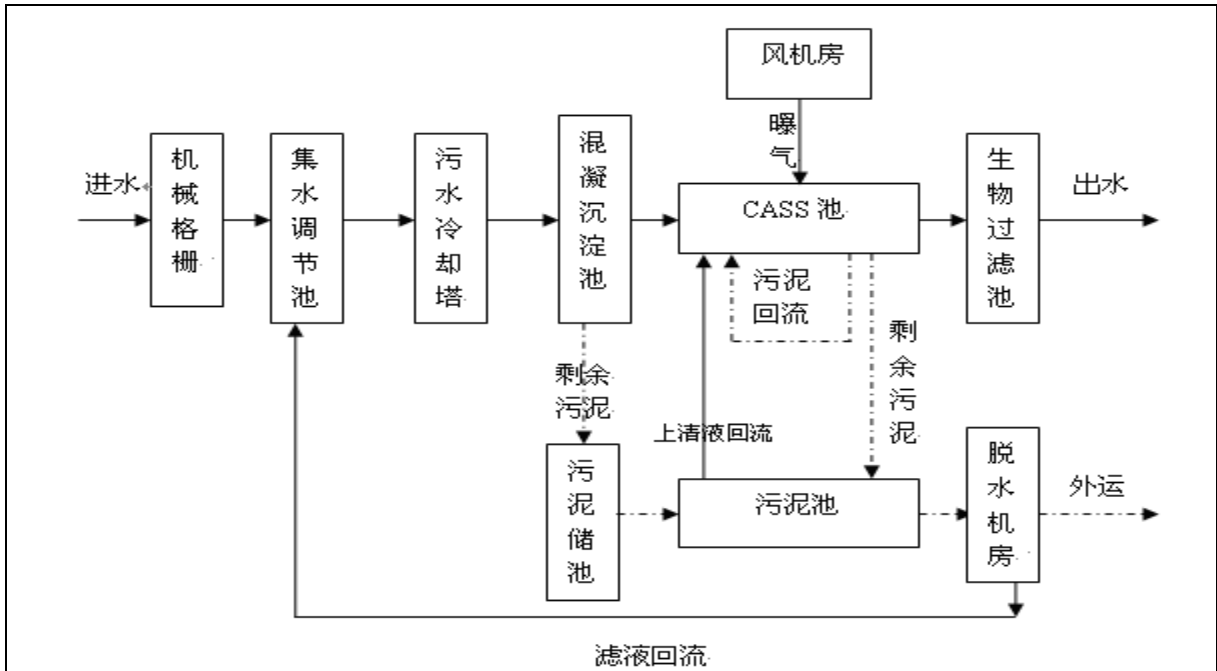 风机房
曝气
进水
机械格栅
集水调节池
污水冷却塔
混凝沉淀池
CASS 池
生物过滤池
出水
污泥
回流
剩余
污泥
剩余污泥
上清液回流
污泥储池
污泥池
脱水机房
外运
滤液回流